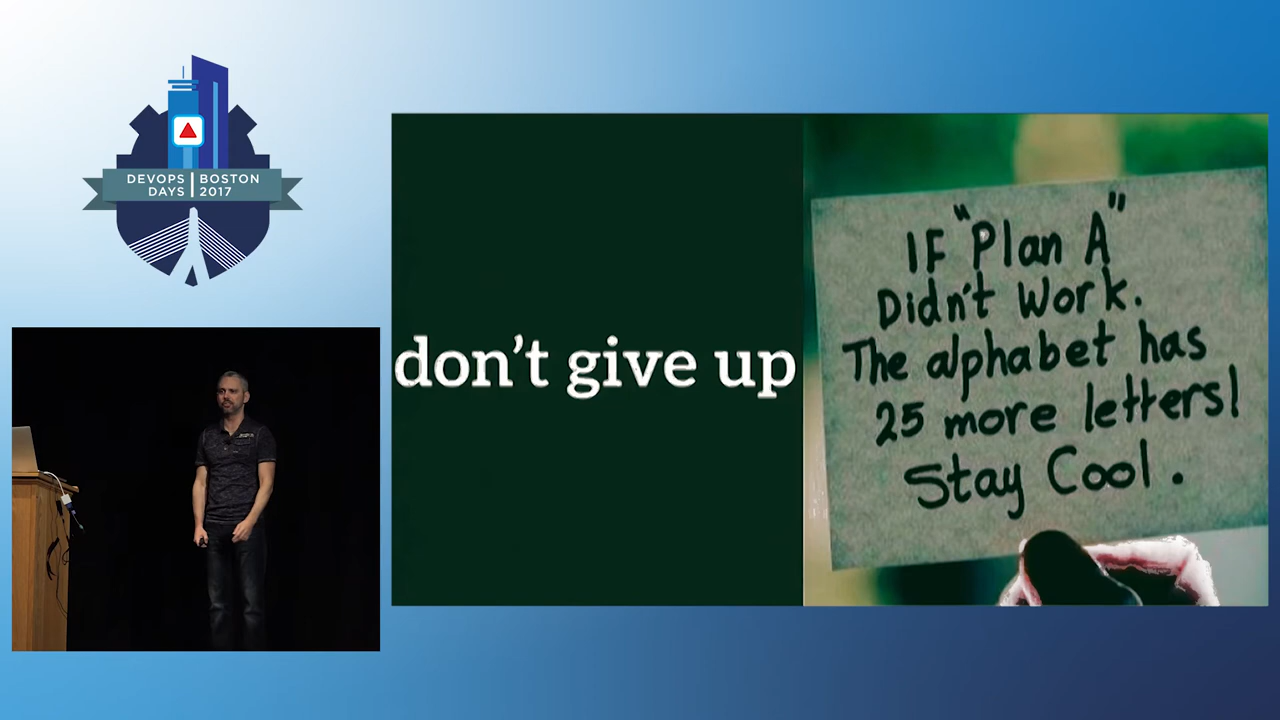 DEVOPS BOSTON
DAYS 2017
don't give up
IF "Plan A"
Didn't Work.
The alphabet has
25 more letters!
Stay Cool.